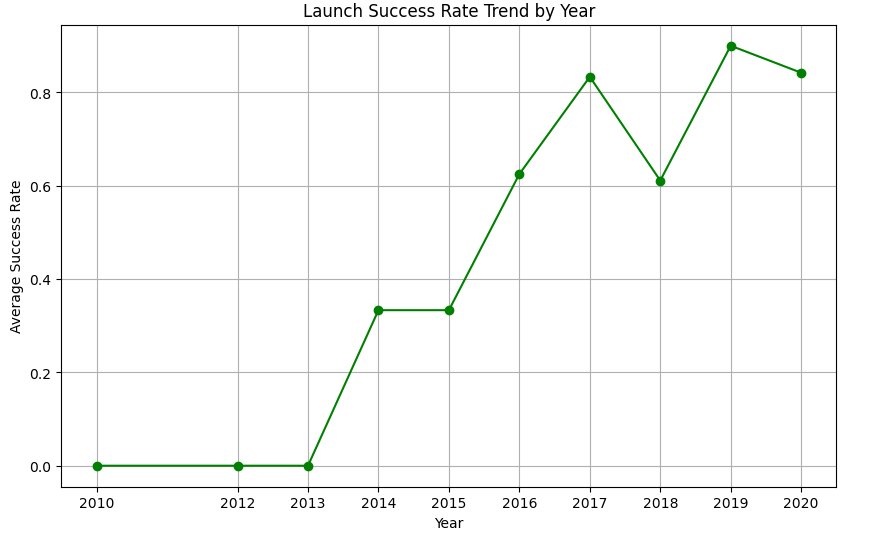 Launch Success Rate Trend by Year
Average Success Rate
0.8
0.6
0.4
0.2
0.0
2010 2012 2013 2014 2015 2016 2017 2018 2019 2020
Year